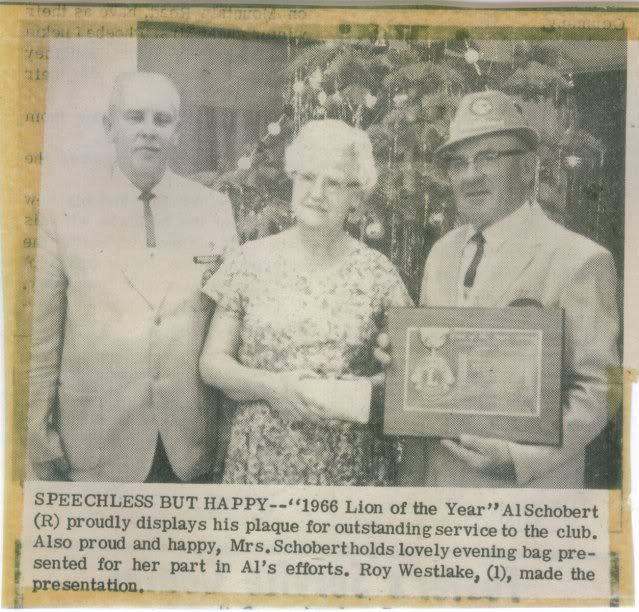 SPEECHLESS BUT HAPPY--"1966 Lion of the Year" Al Schobert
(R) proudly displays his plaque for outstanding service to the club.
Also proud and happy, Mrs. Schobert holds lovely evening bag pre-
sented for her part in Al's efforts. Roy Westlake, (l), made the
presentation.